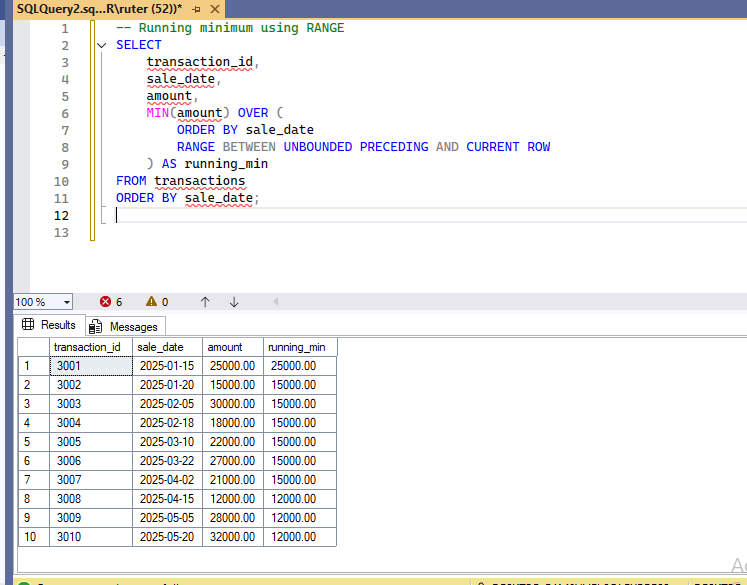 SQLQuery2.sq...R\ruter (52))*
1 -- Running minimum using RANGE
2 SELECT
3 transaction_id,
4 sale_date,
5 amount,
6 MIN(amount) OVER (
7 ORDER BY sale_date
8 RANGE BETWEEN UNBOUNDED PRECEDING AND CURRENT ROW
9 ) AS running_min
10 FROM transactions
11 ORDER BY sale_date;
12
13
100 % 6 0
Results Messages
transaction_id sale_date amount running_min
1 3001 2025-01-15 25000.00 25000.00
2 3002 2025-01-20 15000.00 15000.00
3 3003 2025-02-05 30000.00 15000.00
4 3004 2025-02-18 18000.00 15000.00
5 3005 2025-03-10 22000.00 15000.00
6 3006 2025-03-22 27000.00 15000.00
7 3007 2025-04-02 21000.00 15000.00
8 3008 2025-04-15 12000.00 12000.00
9 3009 2025-05-05 28000.00 12000.00
10 3010 2025-05-20 32000.00 12000.00